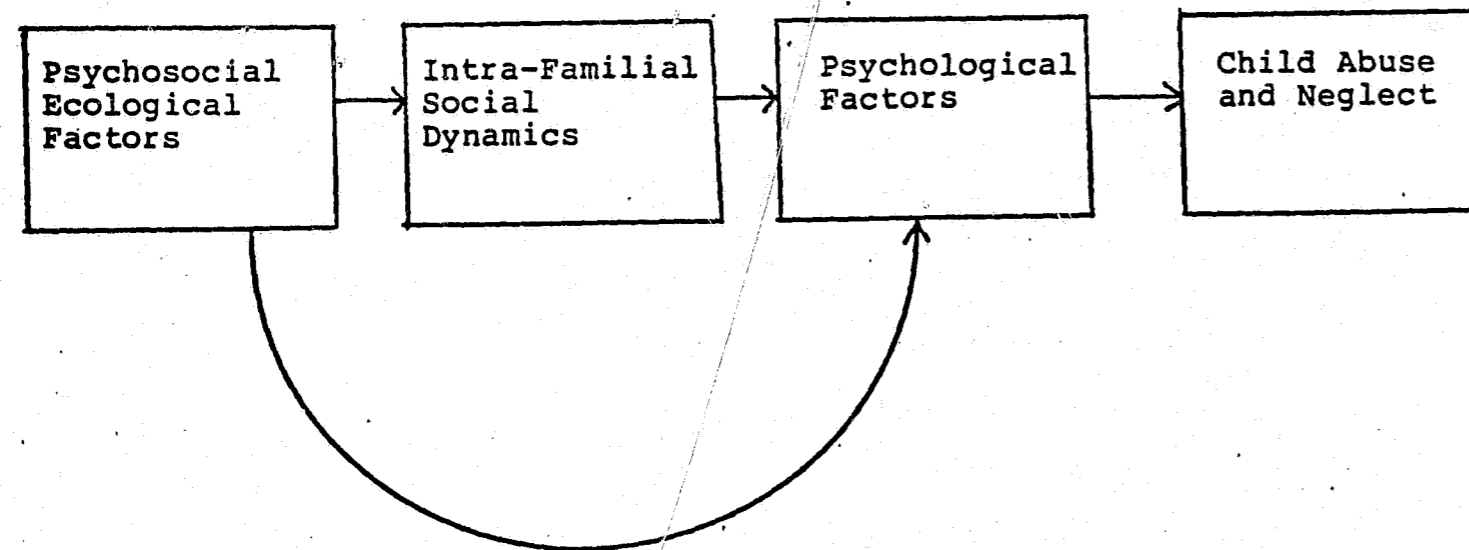 Psychosocial
Ecological
Factors
Intra-Familial
Social
Dynamics
Psychological
Factors
Child Abuse
and Neglect